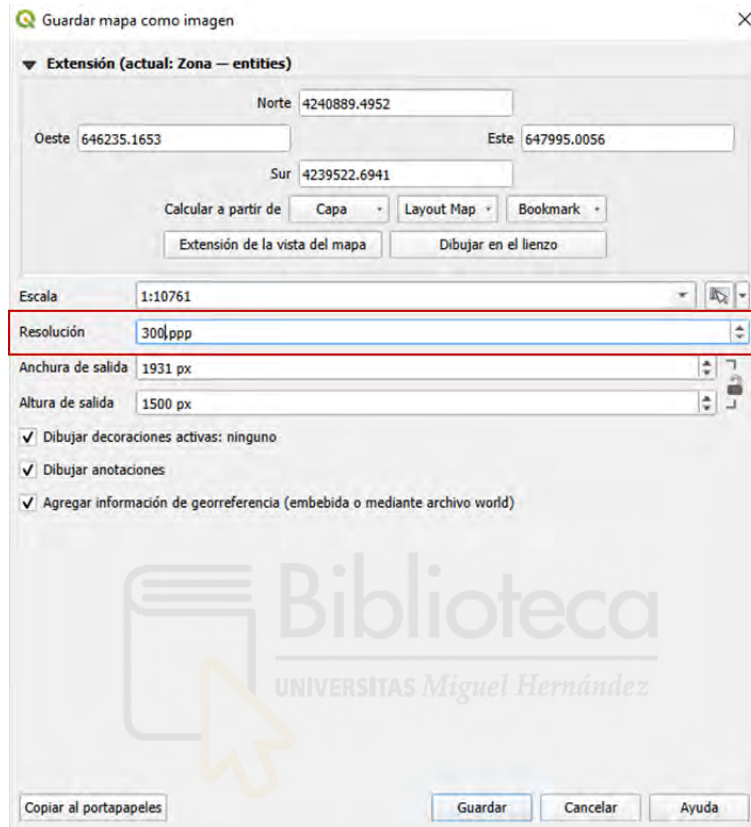 Guardar mapa como imagen
Extensión (actual: Zona — entities)
Norte 4240889.4952
Oeste 646235.1653 Este 647995.0056
Sur 4239522.6941
Calcular a partir de Capa Layout Map Bookmark
Extensión de la vista del mapa Dibujar en el lienzo
Escala 1:10761
Resolución 300 ppp
Anchura de salida 1931 px
Altura de salida 1500 px
Dibujar decoraciones activas: ninguno
Dibujar anotaciones
Agregar información de georreferencia (embebida o mediante archivo world)
Biblioteca
UNIVERSITAS Miguel Hernández
Copiar al portapapeles Guardar Cancelar Ayuda